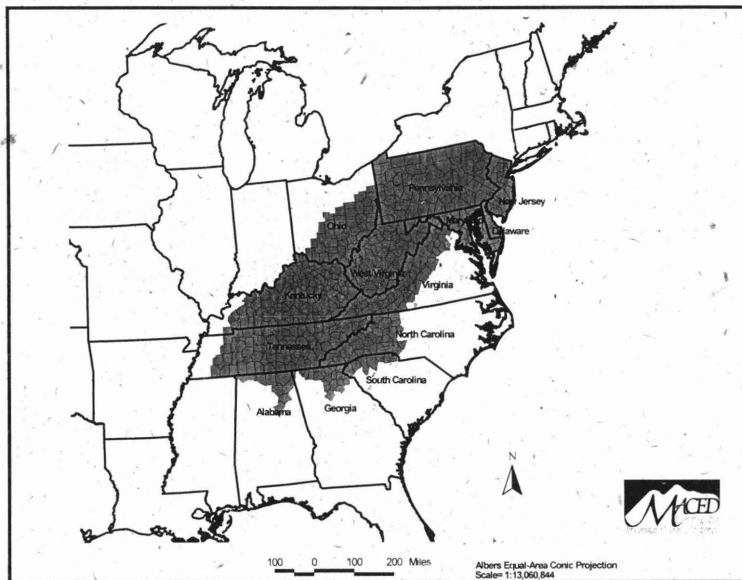 Pennsylvania
New Jersey
Ohio
Delaware
West Virginia
Virginia
Kentucky
North Carolina
Tennessee
South Carolina
Alabama
Georgia
N
MACED
100 0 100 200 Miles
Albers Equal-Area Conic Projection
Scale= 1:13,060,844